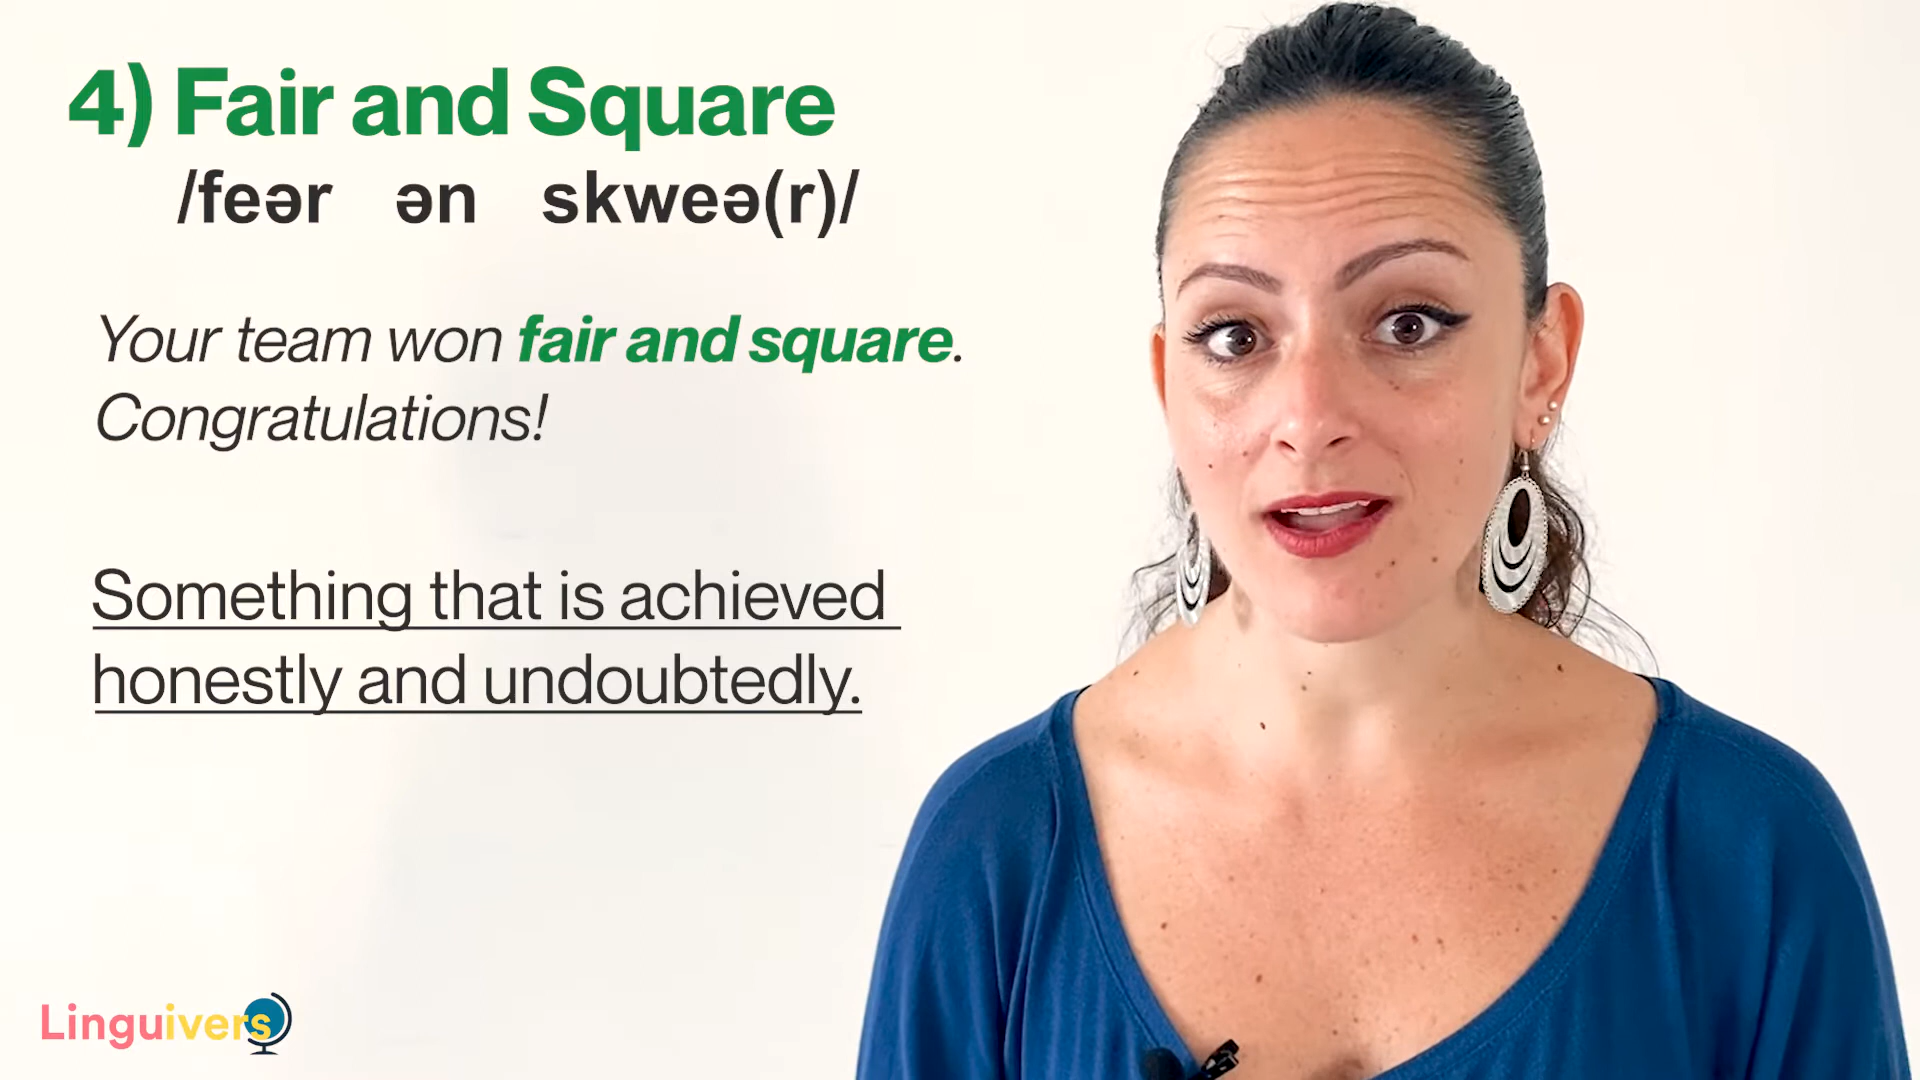 4) Fair and Square
/feər ən skweə(r)/
Your team won fair and square.
Congratulations!
Something that is achieved
honestly and undoubtedly.
Linguivers